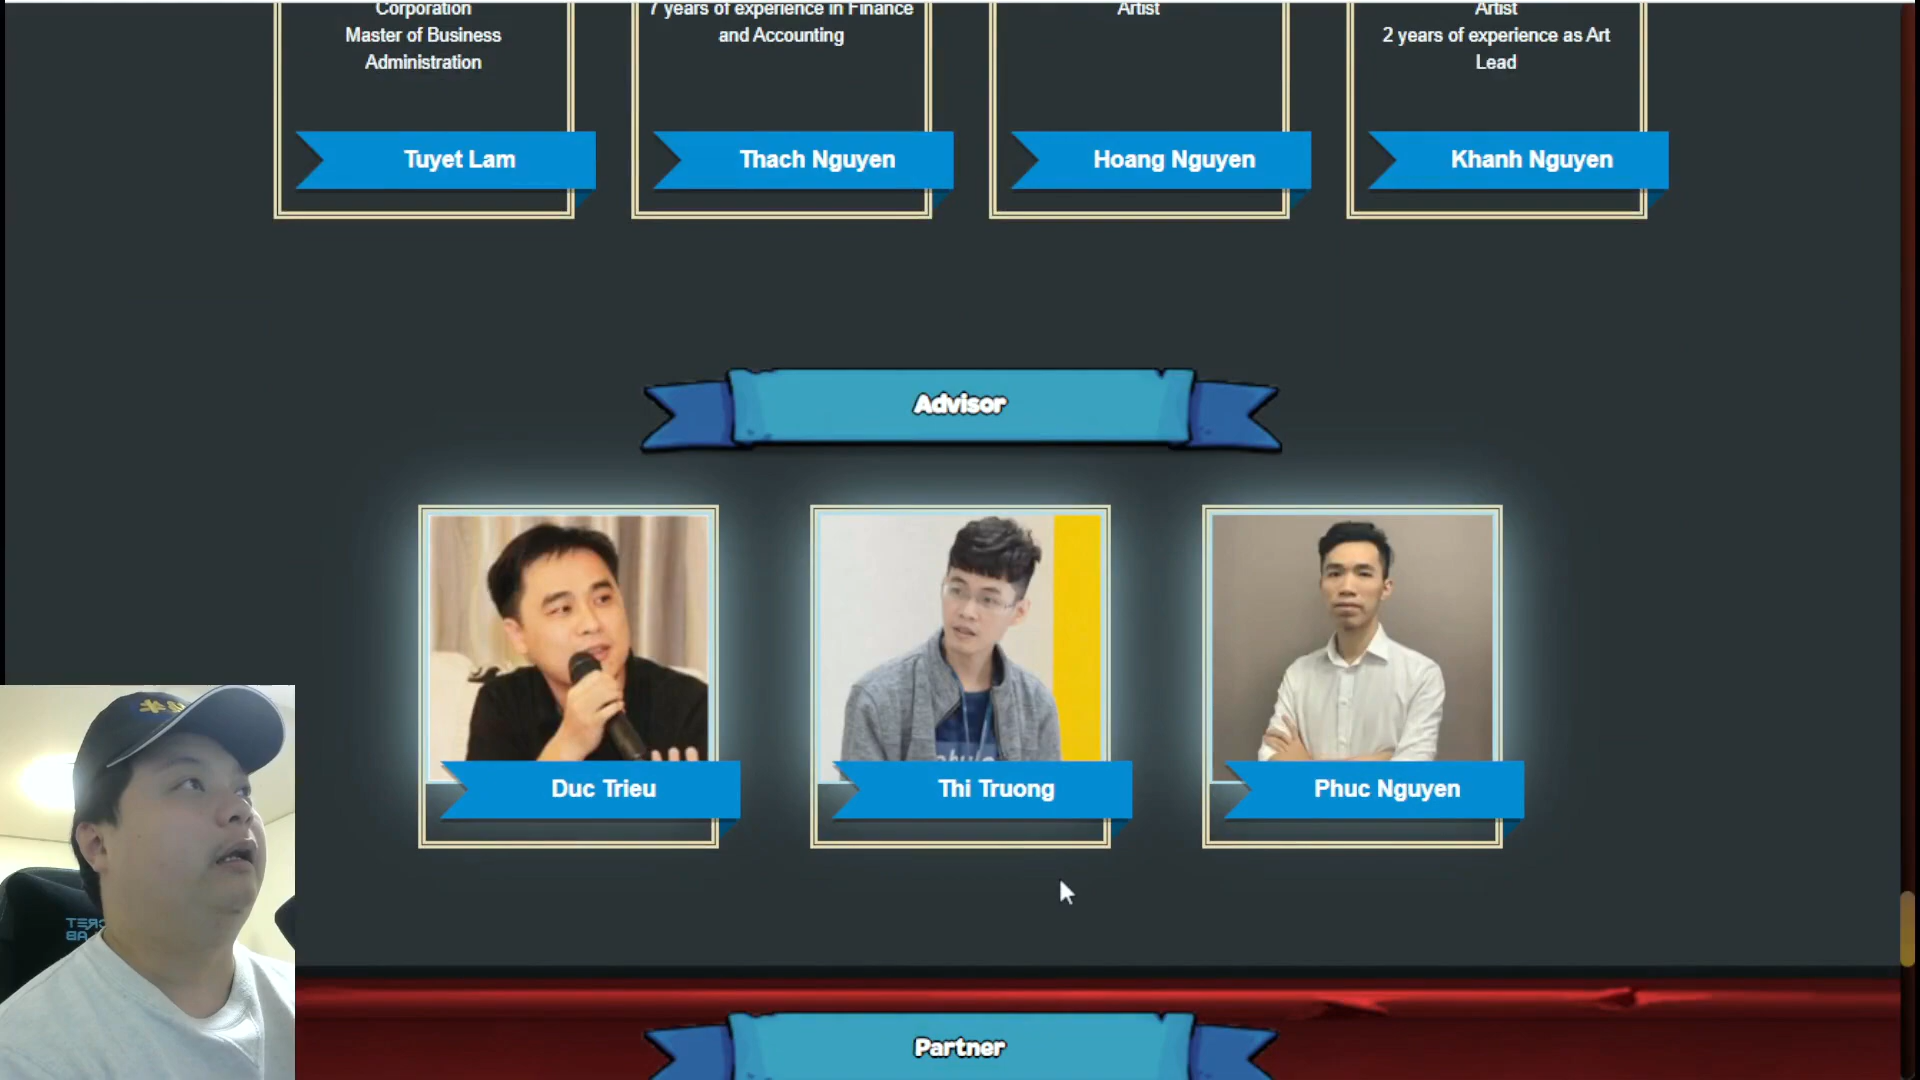 Corporation
Master of Business
Administration
7 years of experience in Finance
and Accounting
Artist
Artist
2 years of experience as Art
Lead
Tuyet Lam
Thach Nguyen
Hoang Nguyen
Khanh Nguyen
Advisor
Duc Trieu
Thi Truong
Phuc Nguyen
Partner